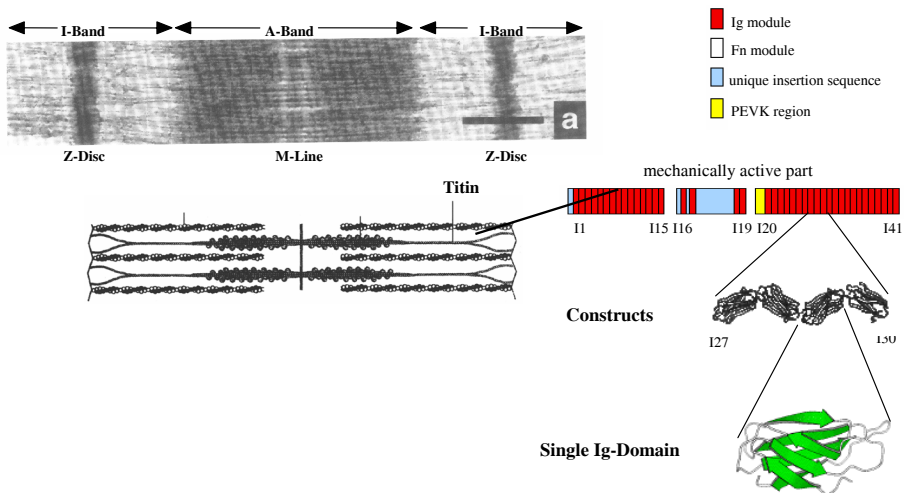 I-Band A-Band I-Band
a
Z-Disc M-Line Z-Disc
Ig module
Fn module
unique insertion sequence
PEVK region
mechanically active part
Titin
I1 I15 I16 I19 I20 I41
Constructs
I27 I30
Single Ig-Domain